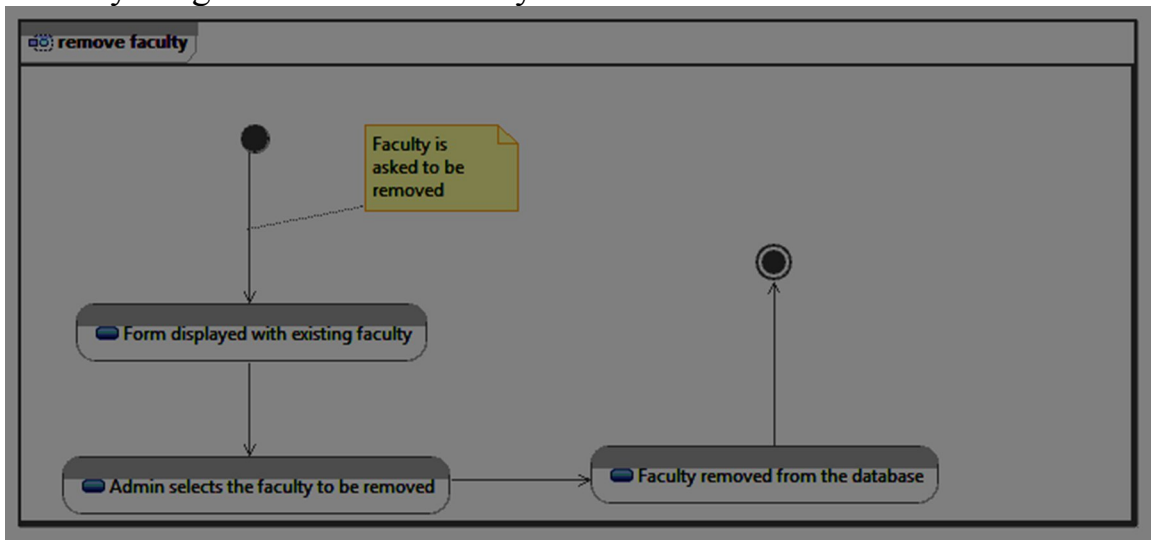 remove faculty
Faculty is
asked to be
removed
Form displayed with existing faculty
Admin selects the faculty to be removed
Faculty removed from the database